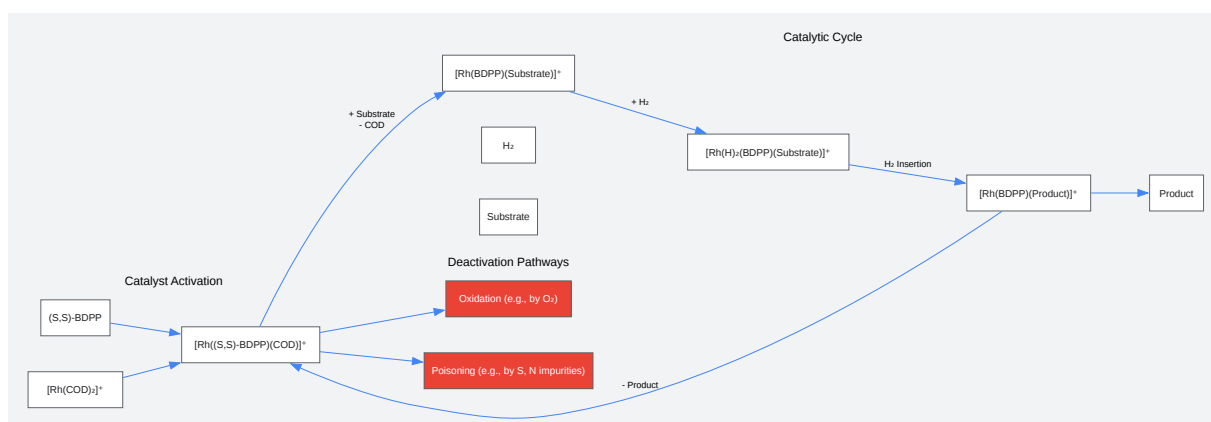 Catalytic Cycle
[Rh(BDPP)(Substrate)]⁺
+ H₂
+ Substrate
- COD
H₂
[Rh(H)₂(BDPP)(Substrate)]⁺
H₂ Insertion
[Rh(BDPP)(Product)]⁺
Product
Substrate
Deactivation Pathways
Catalyst Activation
(S,S)-BDPP
Oxidation (e.g., by O₂)
[Rh((S,S)-BDPP)(COD)]⁺
Poisoning (e.g., by S, N impurities)
[Rh(COD)₂]⁺
- Product